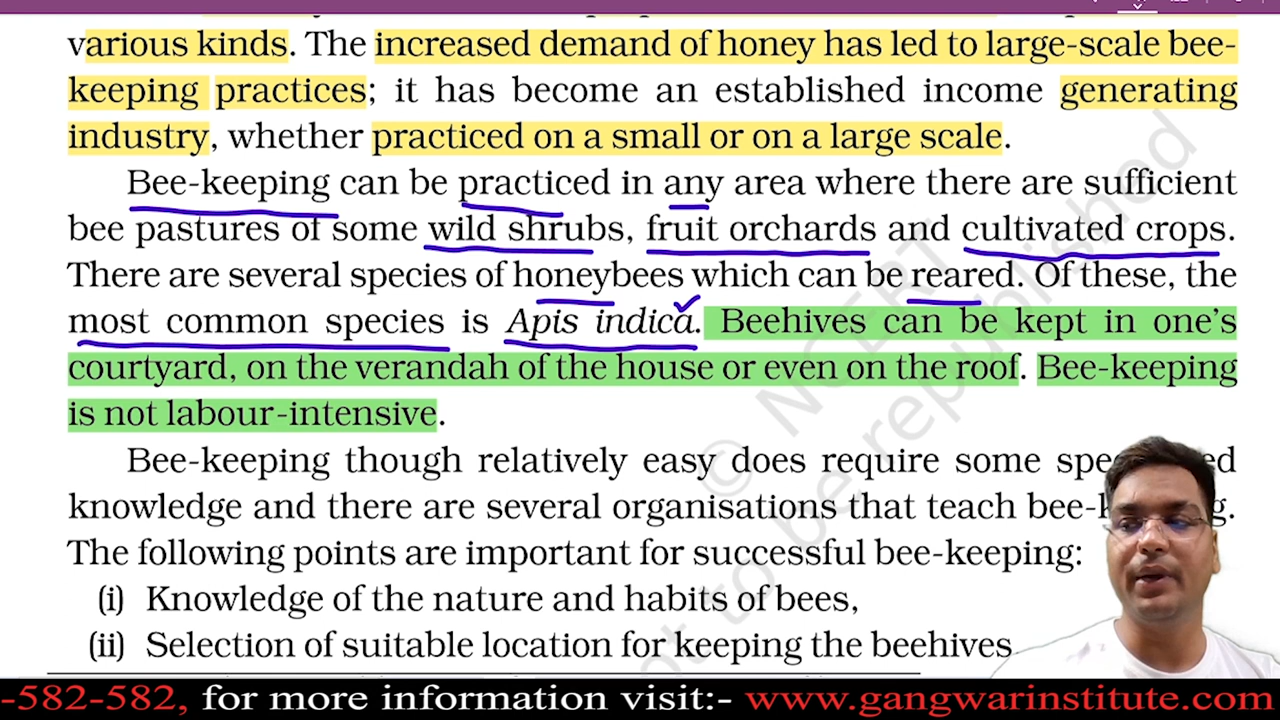 various kinds. The increased demand of honey has led to large-scale bee-
keeping practices; it has become an established income generating
industry, whether practiced on a small or on a large scale.
Bee-keeping can be practiced in any area where there are sufficient
bee pastures of some wild shrubs, fruit orchards and cultivated crops.
There are several species of honeybees which can be reared. Of these, the
most common species is Apis indica. Beehives can be kept in one's
courtyard, on the verandah of the house or even on the roof. Bee-keeping
is not labour-intensive.
Bee-keeping though relatively easy does require some
knowledge and there are several organisations that teach
The following points are important for successful bee-keeping:
(i) Knowledge of the nature and habits of bees,
(ii) Selection of suitable location for keeping the beehives
© NCERT
not to be republished
-582-582, for more information visit:- www.gangwarinstitute.com